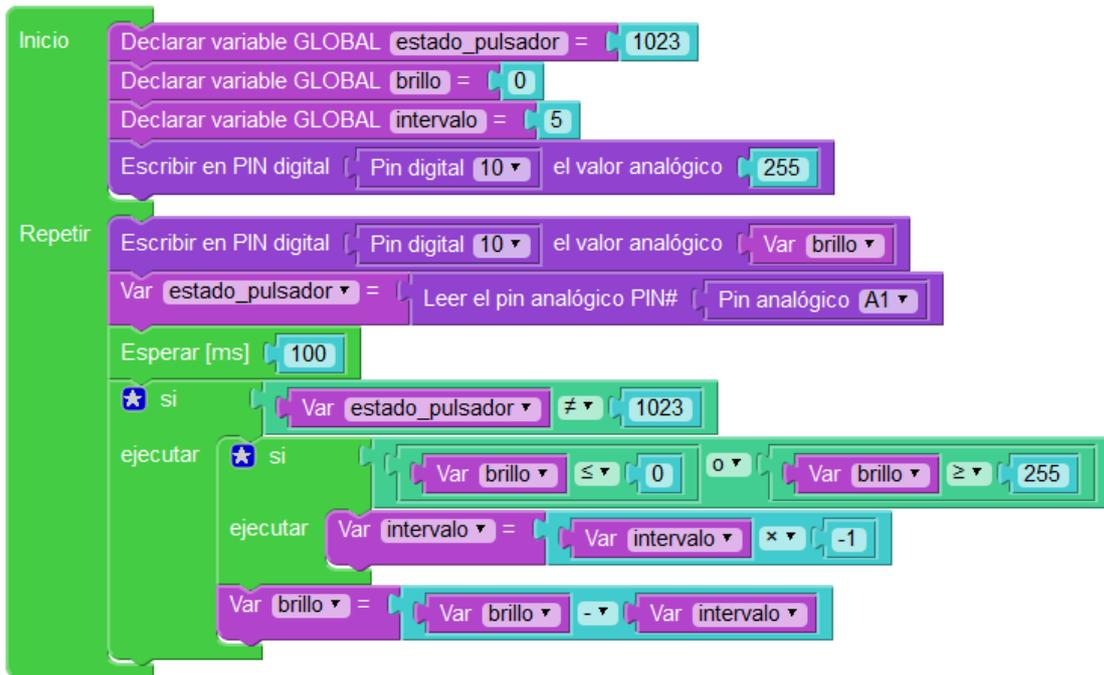 Inicio Declarar variable GLOBAL estado_pulsador = 1023
Declarar variable GLOBAL brillo = 0
Declarar variable GLOBAL intervalo = 5
Escribir en PIN digital Pin digital 10 el valor analógico 255
Repetir Escribir en PIN digital Pin digital 10 el valor analógico Var brillo
Var estado_pulsador = Leer el pin analógico PIN# Pin analógico A1
Esperar [ms] 100
si Var estado_pulsador ≠ 1023
ejecutar si Var brillo ≤ 0 o Var brillo ≥ 255
ejecutar Var intervalo = Var intervalo × -1
Var brillo = Var brillo - Var intervalo